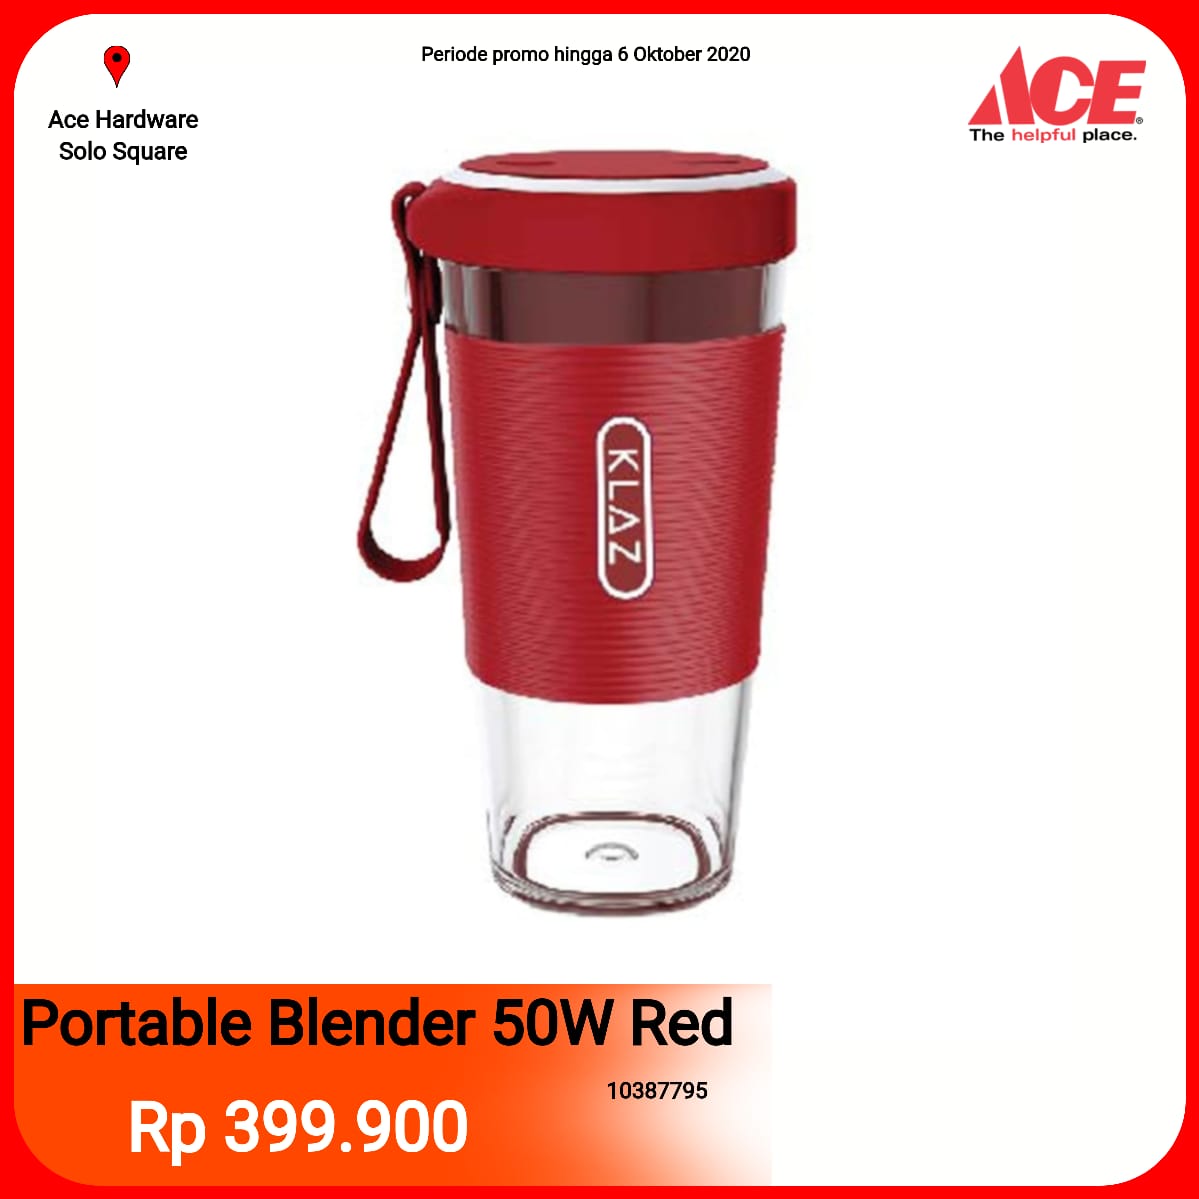 Periode promo hingga 6 Oktober 2020
Ace Hardware
Solo Square
ACE®
The helpful place.
KLAZ
Portable Blender 50W Red
10387795
Rp 399.900